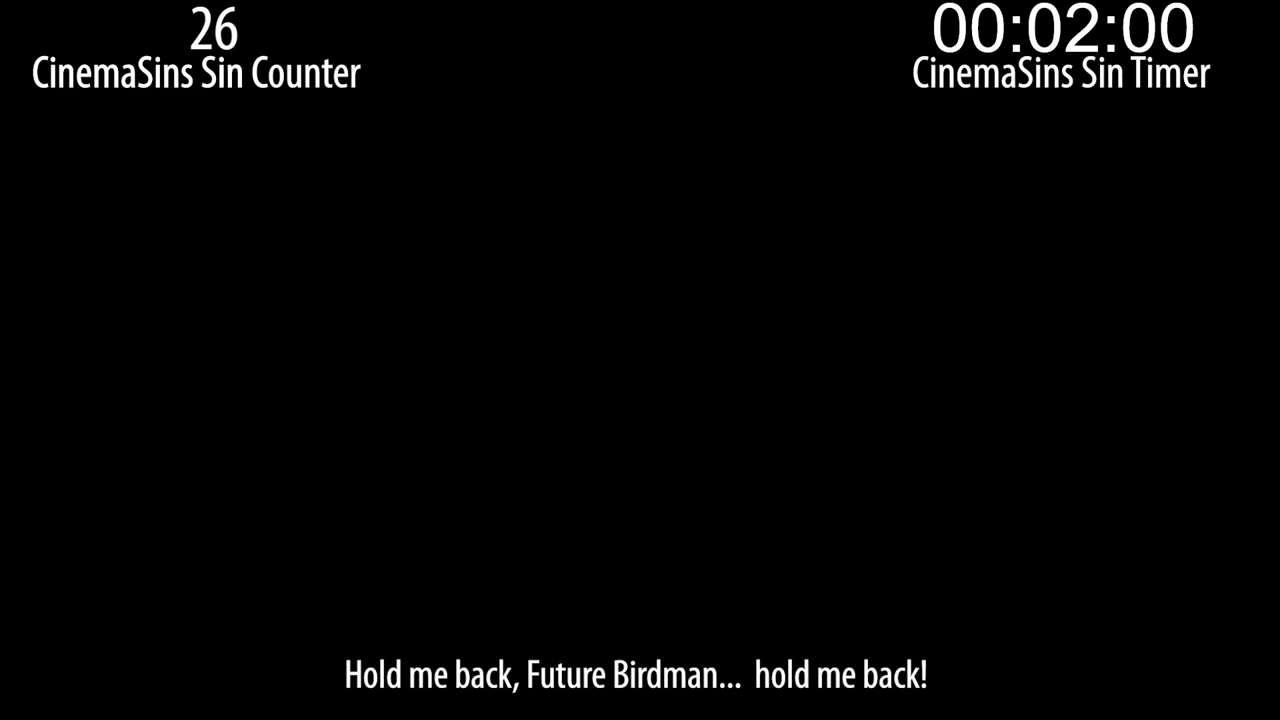 26
CinemaSins Sin Counter
00:02:00
CinemaSins Sin Timer
Hold me back, Future Birdman...  hold me back!